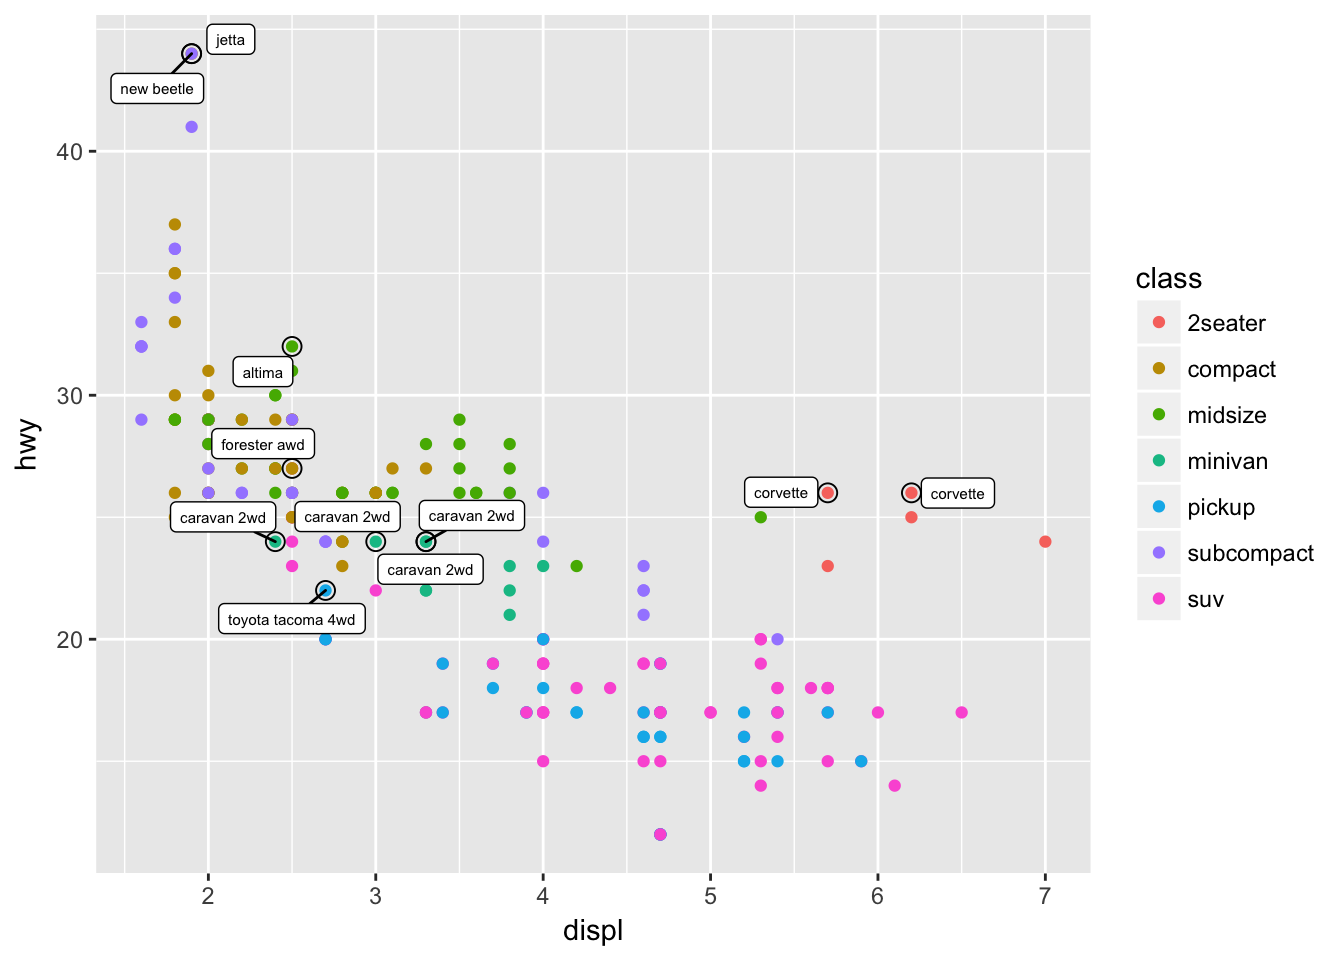 jetta
new beetle
40
altima
30
forester awd
corvette
corvette
caravan 2wd
caravan 2wd
caravan 2wd
caravan 2wd
toyota tacoma 4wd
20
hwy
2
3
4
5
6
7
displ
class
2seater
compact
midsize
minivan
pickup
subcompact
suv